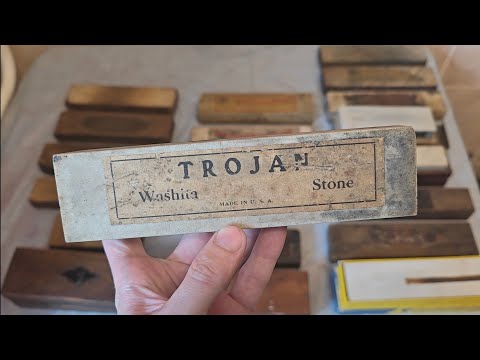 TROJAN
Washita Stone
MADE IN U. S. A.